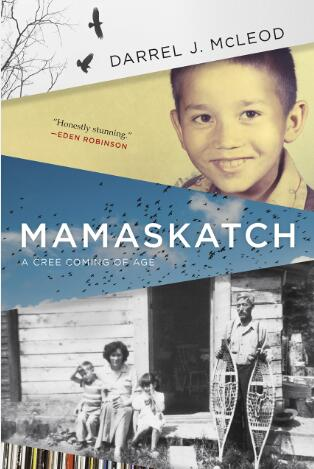 DARREL J. McLEOD
“Honestly stunning.”
—EDEN ROBINSON
MAMASKATCH
A CREE COMING OF AGE